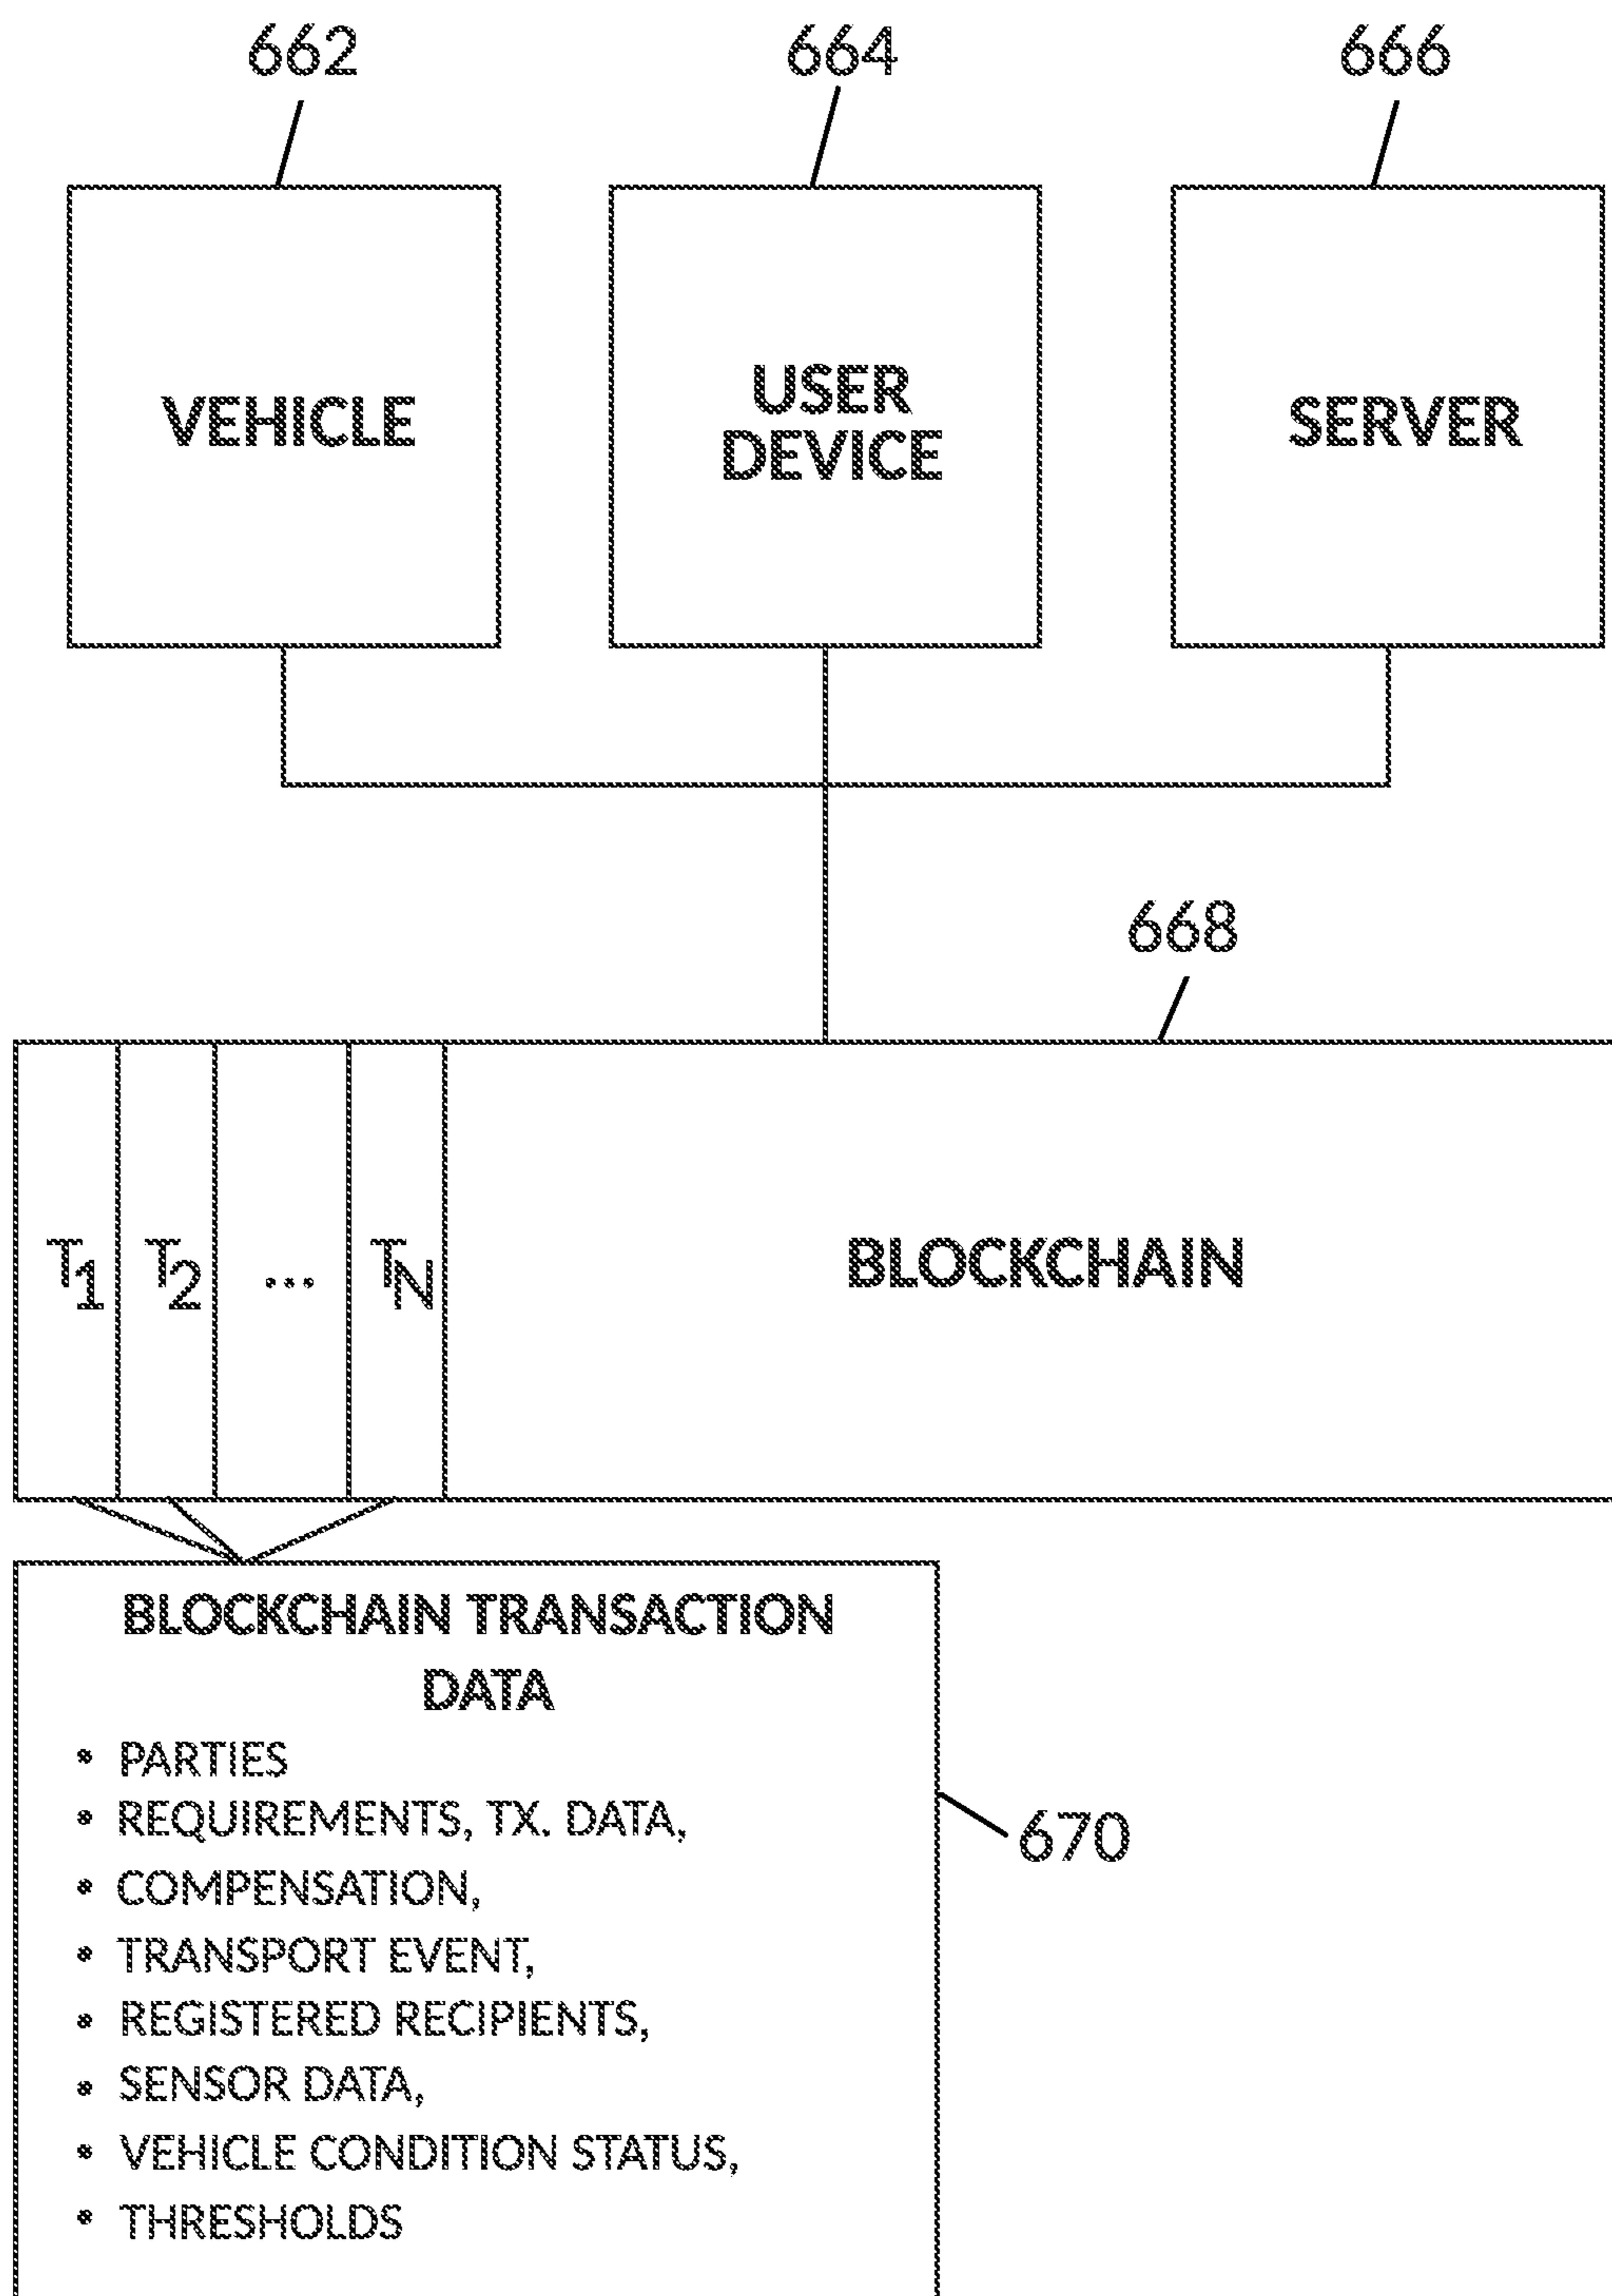 662 664 666
VEHICLE
USER
DEVICE
SERVER
668
T1 T2 ... TN
BLOCKCHAIN
BLOCKCHAIN TRANSACTION
DATA
• PARTIES
• REQUIREMENTS, TX. DATA,
• COMPENSATION,
• TRANSPORT EVENT,
• REGISTERED RECIPIENTS,
• SENSOR DATA,
• VEHICLE CONDITION STATUS,
• THRESHOLDS
670